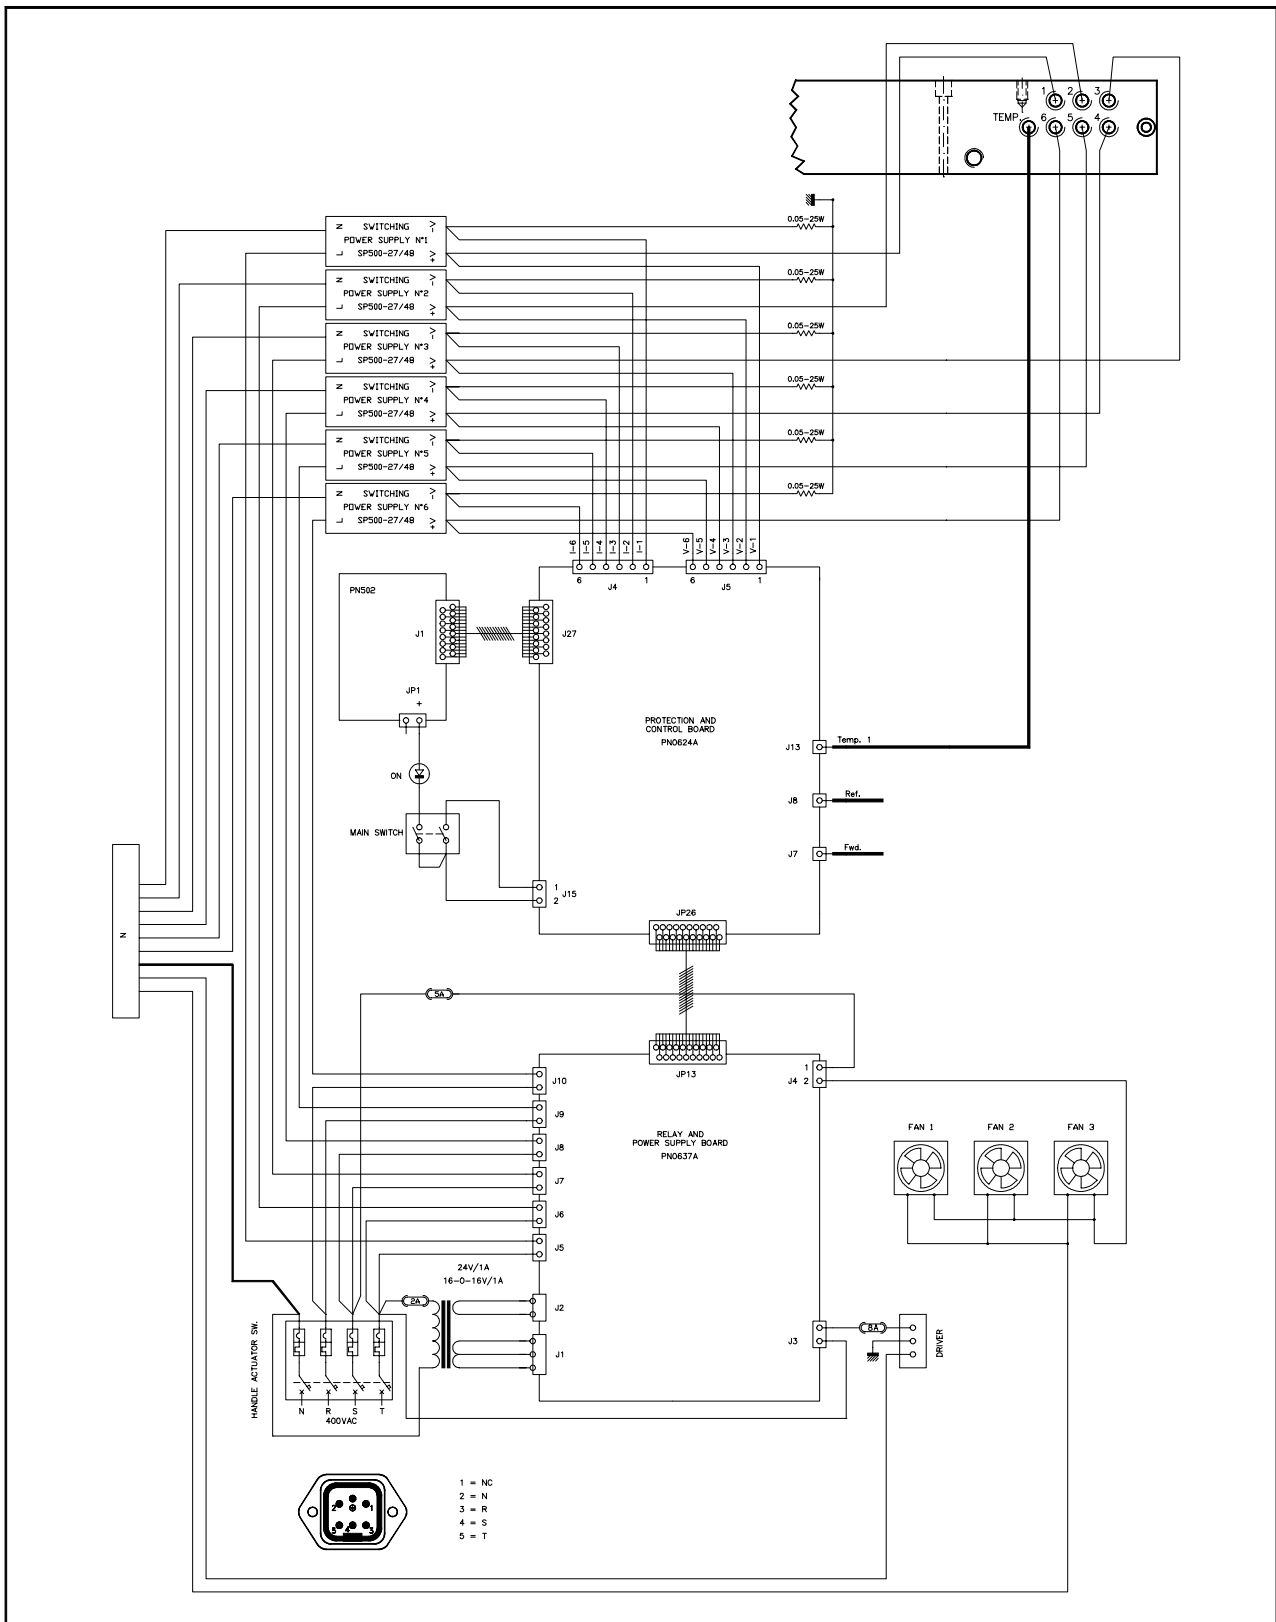 1 2 3
TEMP. 6 5 4
0.05-25W
N SWITCHING V-
POWER SUPPLY N°1
L SP500-27/48 V+
0.05-25W
N SWITCHING V-
POWER SUPPLY N°2
L SP500-27/48 V+
0.05-25W
N SWITCHING V-
POWER SUPPLY N°3
L SP500-27/48 V+
0.05-25W
N SWITCHING V-
POWER SUPPLY N°4
L SP500-27/48 V+
0.05-25W
N SWITCHING V-
POWER SUPPLY N°5
L SP500-27/48 V+
0.05-25W
N SWITCHING V-
POWER SUPPLY N°6
L SP500-27/48 V+
I-6 I-5 I-4 I-3 I-2 I-1
V-6 V-5 V-4 V-3 V-2 V-1
6 J4 1
6 J5 1
PN502
J1
J27
JP1
+
PROTECTION AND
CONTROL BOARD
PN0624A
J13
Temp. 1
ON
J8
Ref.
MAIN SWITCH
J7
Fwd.
1
2
J15
JP26
N
5A
JP13
1
J4 2
J10
J9
J8
J7
J6
J5
RELAY AND
POWER SUPPLY BOARD
PN0637A
FAN 1
FAN 2
FAN 3
24V/1A
16-0-16V/1A
2A
J2
J1
J3
8A
DRIVER
HANDLE ACTUATOR SW.
N R S T
400VAC
2 1
5 4 3
1 = NC
2 = N
3 = R
4 = S
5 = T